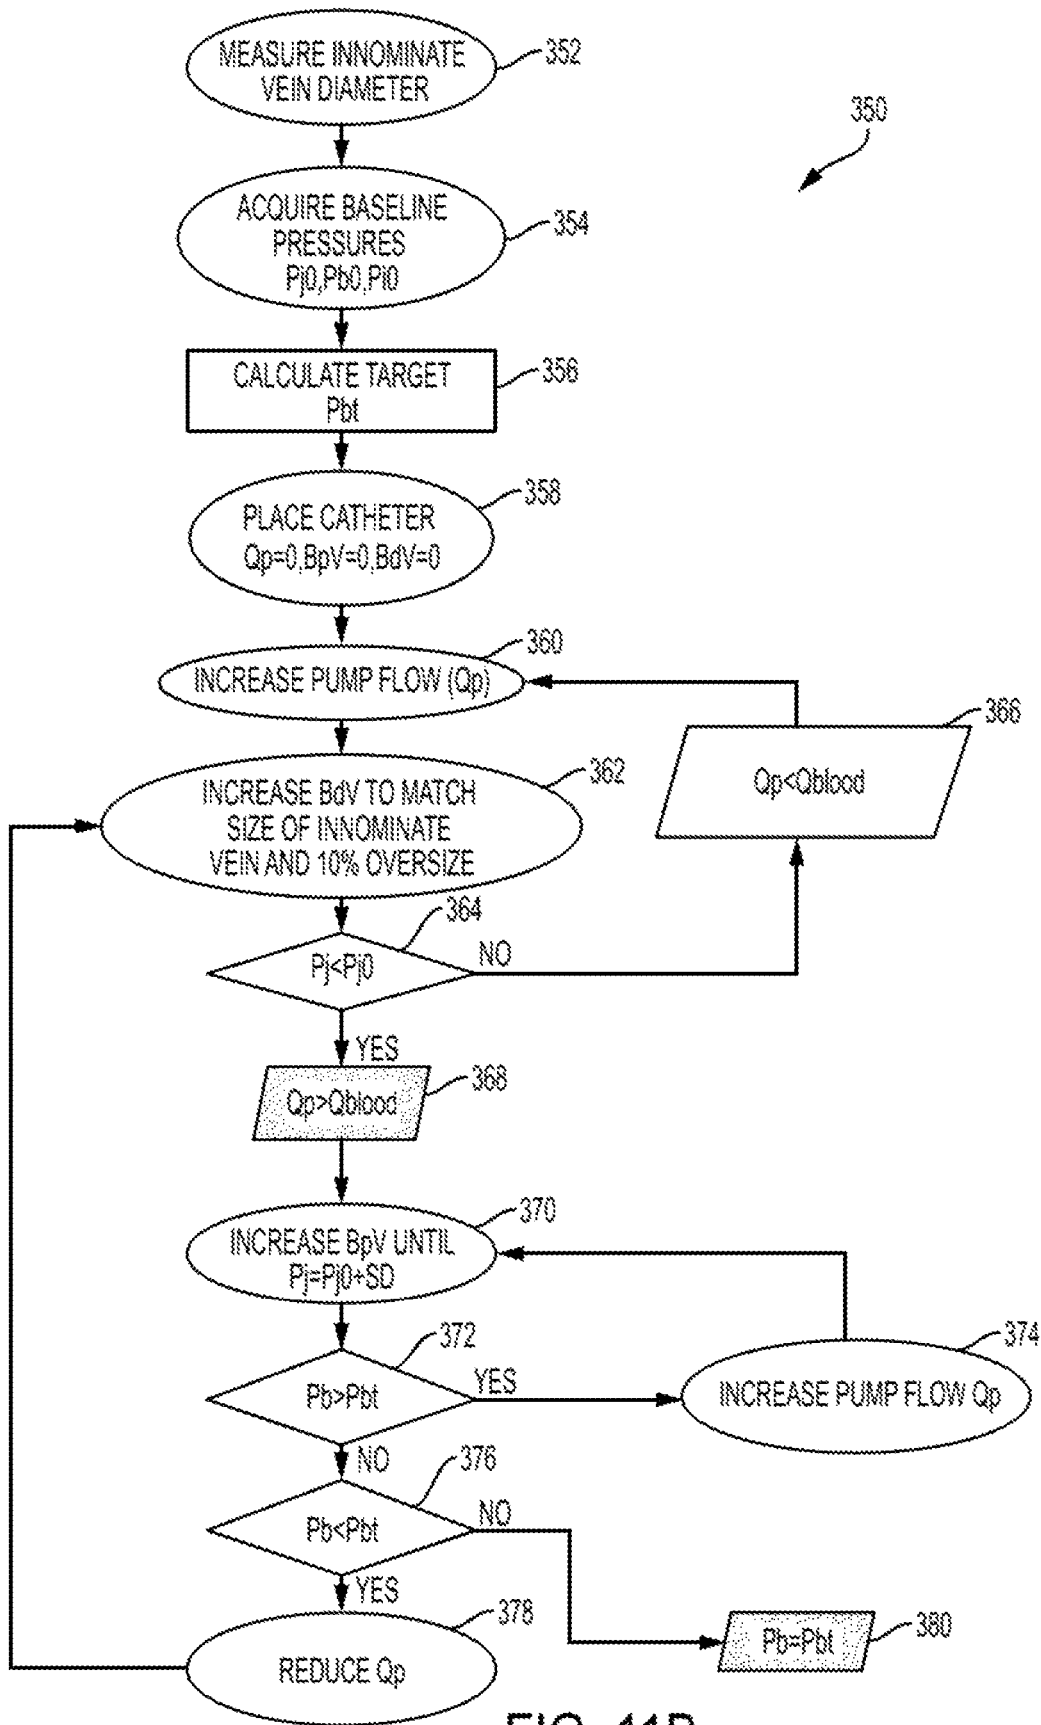 MEASURE INNOMINATE
VEIN DIAMETER
352
350
ACQUIRE BASELINE
PRESSURES
Pj0,Pb0,Pi0
354
CALCULATE TARGET
Pbt
356
PLACE CATHETER
Qp=0,BpV=0,BdV=0
358
INCREASE PUMP FLOW (Qp)
360
366
Qp<Qblood
INCREASE BdV TO MATCH
SIZE OF INNOMINATE
VEIN AND 10% OVERSIZE
362
364
Pj<Pj0
NO
YES
Qp>Qblood
368
INCREASE BpV UNTIL
Pj=Pj0+SD
370
372
Pb>Pbt
YES
374
INCREASE PUMP FLOW Qp
NO
376
Pb<Pbt
NO
YES
378
REDUCE Qp
Pb=Pbt
380
FIG. 11B